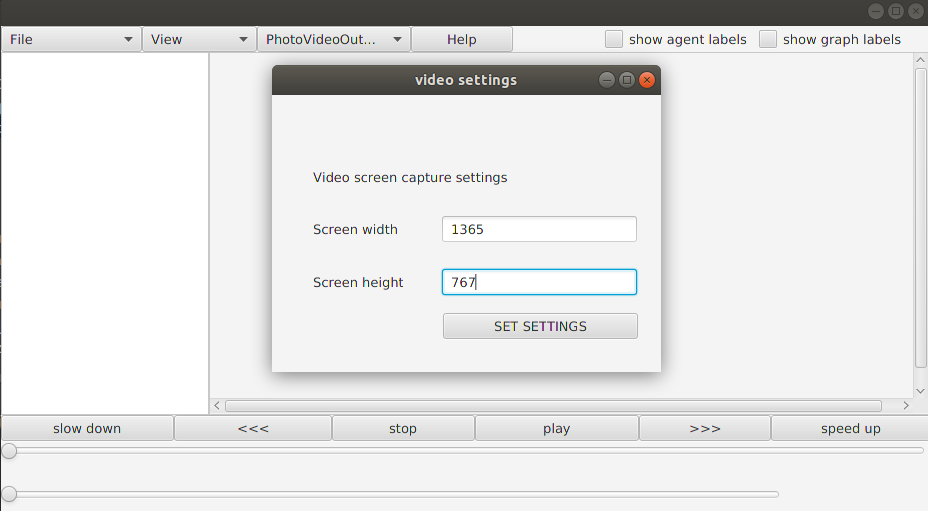 File View PhotoVideoOut... Help show agent labels show graph labels
video settings
Video screen capture settings
Screen width 1365
Screen height 767
SET SETTINGS
slow down <<< stop play >>> speed up